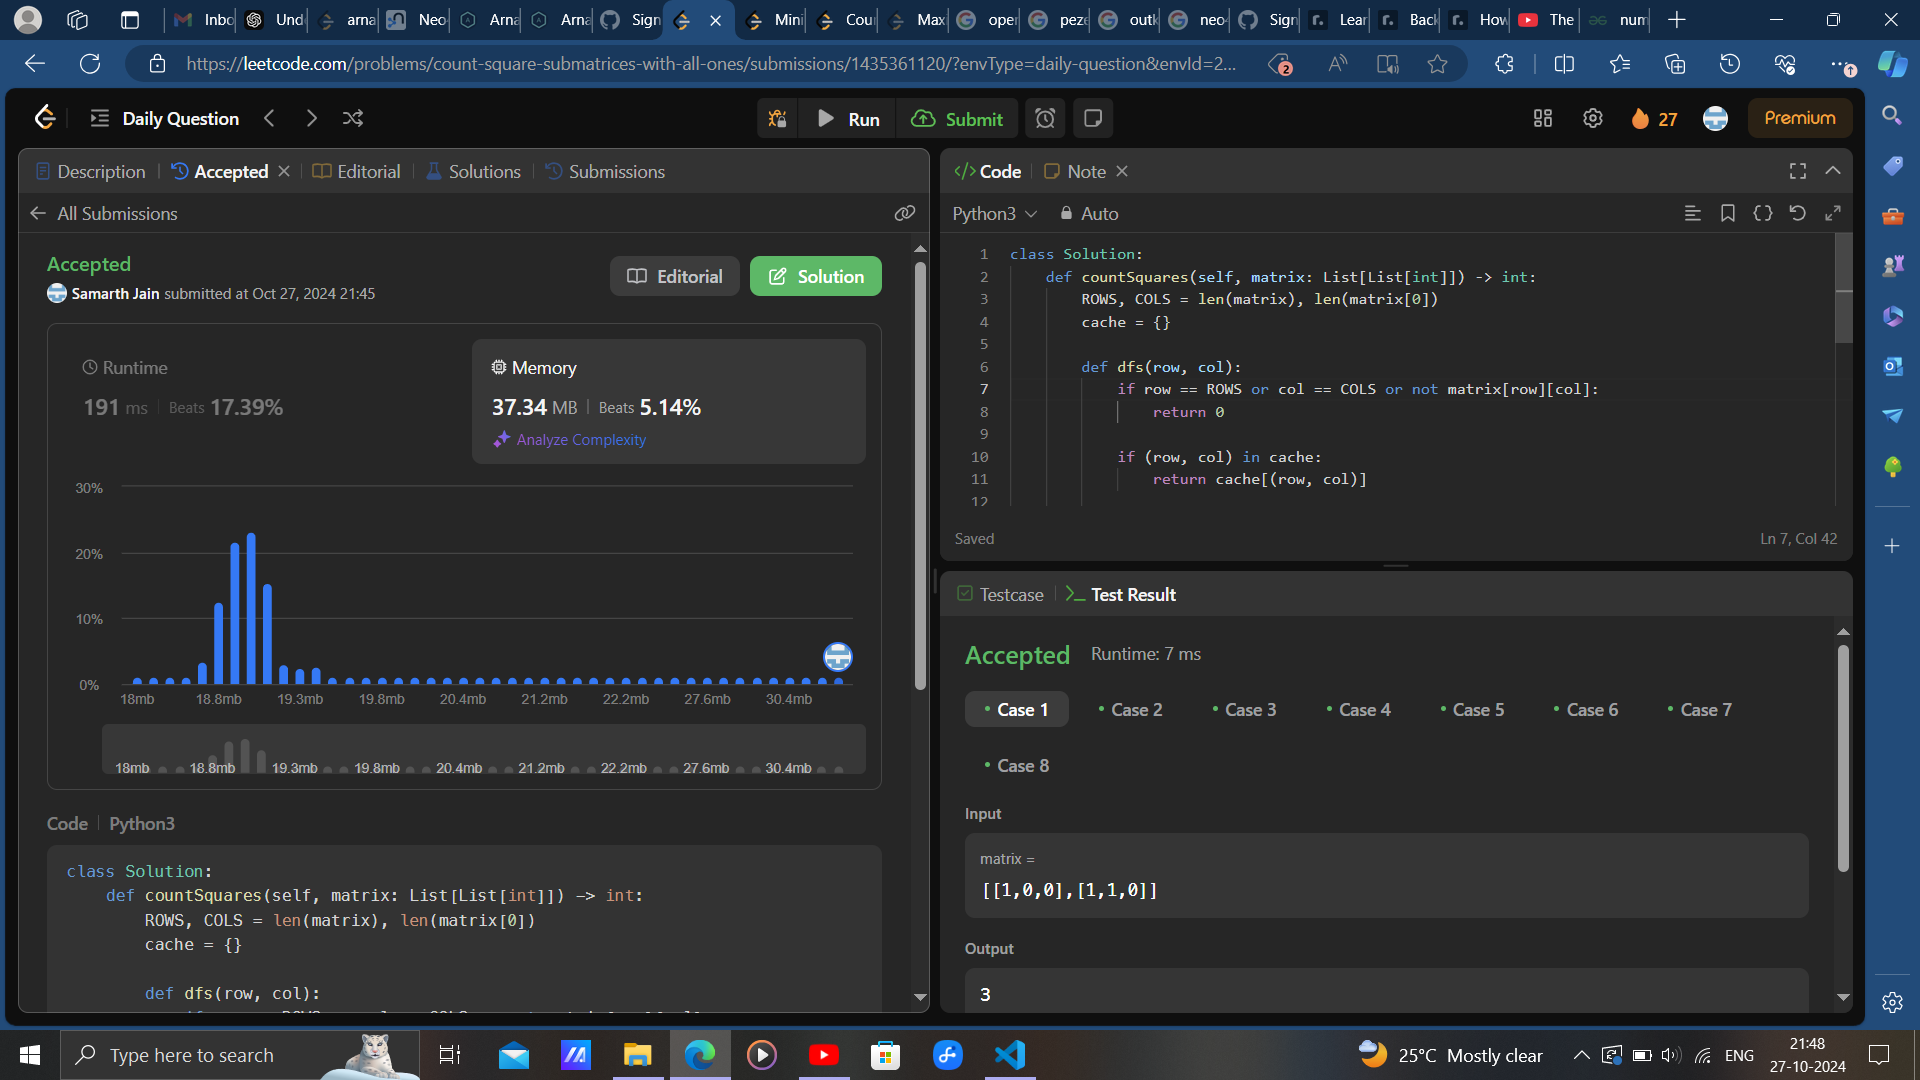 Inbo
Und
arna
Neo
Arna
Arna
Sign
Mini
Cour
Max
oper
peze
outk
neo4
Sign
Lear
Back
How
The
num
https://leetcode.com/problems/count-square-submatrices-with-all-ones/submissions/1435361120/?envType=daily-question&envId=2...
2
Daily Question
Run
Submit
27
Premium
Description
Accepted
Editorial
Solutions
Submissions
All Submissions
Accepted
Samarth Jain submitted at Oct 27, 2024 21:45
Editorial
Solution
Runtime
191 ms
Beats 17.39%
Memory
37.34 MB
Beats 5.14%
Analyze Complexity
30%
20%
10%
0%
18mb 18.8mb 19.3mb 19.8mb 20.4mb 21.2mb 22.2mb 27.6mb 30.4mb
18mb 18.8mb 19.3mb 19.8mb 20.4mb 21.2mb 22.2mb 27.6mb 30.4mb
Code
Python3
class Solution:
    def countSquares(self, matrix: List[List[int]]) -> int:
        ROWS, COLS = len(matrix), len(matrix[0])
        cache = {}
        def dfs(row, col):
Code
Note
Python3
Auto
1 class Solution:
2     def countSquares(self, matrix: List[List[int]]) -> int:
3         ROWS, COLS = len(matrix), len(matrix[0])
4         cache = {}
5
6         def dfs(row, col):
7             if row == ROWS or col == COLS or not matrix[row][col]:
8                 return 0
9
10             if (row, col) in cache:
11                 return cache[(row, col)]
12
Saved
Ln 7, Col 42
Testcase
Test Result
Accepted
Runtime: 7 ms
Case 1
Case 2
Case 3
Case 4
Case 5
Case 6
Case 7
Case 8
Input
matrix =
[[1,0,0],[1,1,0]]
Output
3
Type here to search
25°C Mostly clear
ENG
21:48
27-10-2024